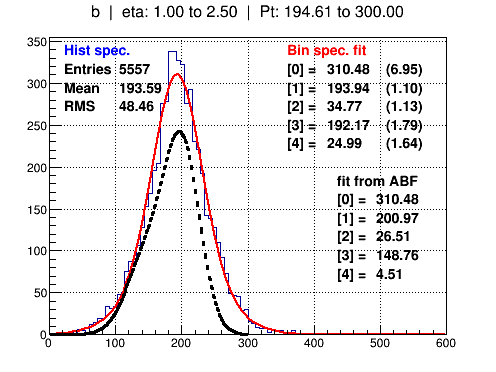 b | eta: 1.00 to 2.50 | Pt: 194.61 to 300.00
Hist spec.
Entries 5557
Mean 193.59
RMS 48.46
Bin spec. fit
[0] = 310.48 (6.95)
[1] = 193.94 (1.10)
[2] = 34.77 (1.13)
[3] = 192.17 (1.79)
[4] = 24.99 (1.64)
fit from ABF
[0] = 310.48
[1] = 200.97
[2] = 26.51
[3] = 148.76
[4] = 4.51
350
300
250
200
150
100
50
0
0 100 200 300 400 500 600